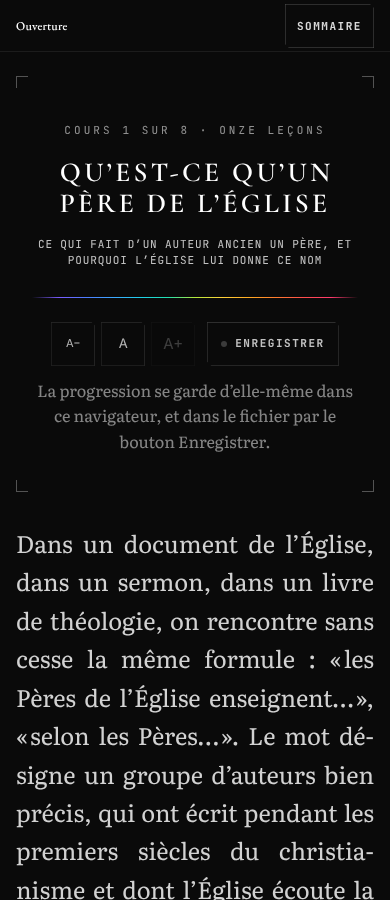 Ouverture
SOMMAIRE
COURS 1 SUR 8 · ONZE LEÇONS
QU’EST-CE QU’UN
PÈRE DE L’ÉGLISE
CE QUI FAIT D’UN AUTEUR ANCIEN UN PÈRE, ET
POURQUOI L’ÉGLISE LUI DONNE CE NOM
A−
A
A+
ENREGISTRER
La progression se garde d’elle-même dans
ce navigateur, et dans le fichier par le
bouton Enregistrer.
Dans un document de l’Église,
dans un sermon, dans un livre
de théologie, on rencontre sans
cesse la même formule : «les
Pères de l’Église enseignent…»,
«selon les Pères…». Le mot dé-
signe un groupe d’auteurs bien
précis, qui ont écrit pendant les
premiers siècles du christia-
nisme et dont l’Église écoute la